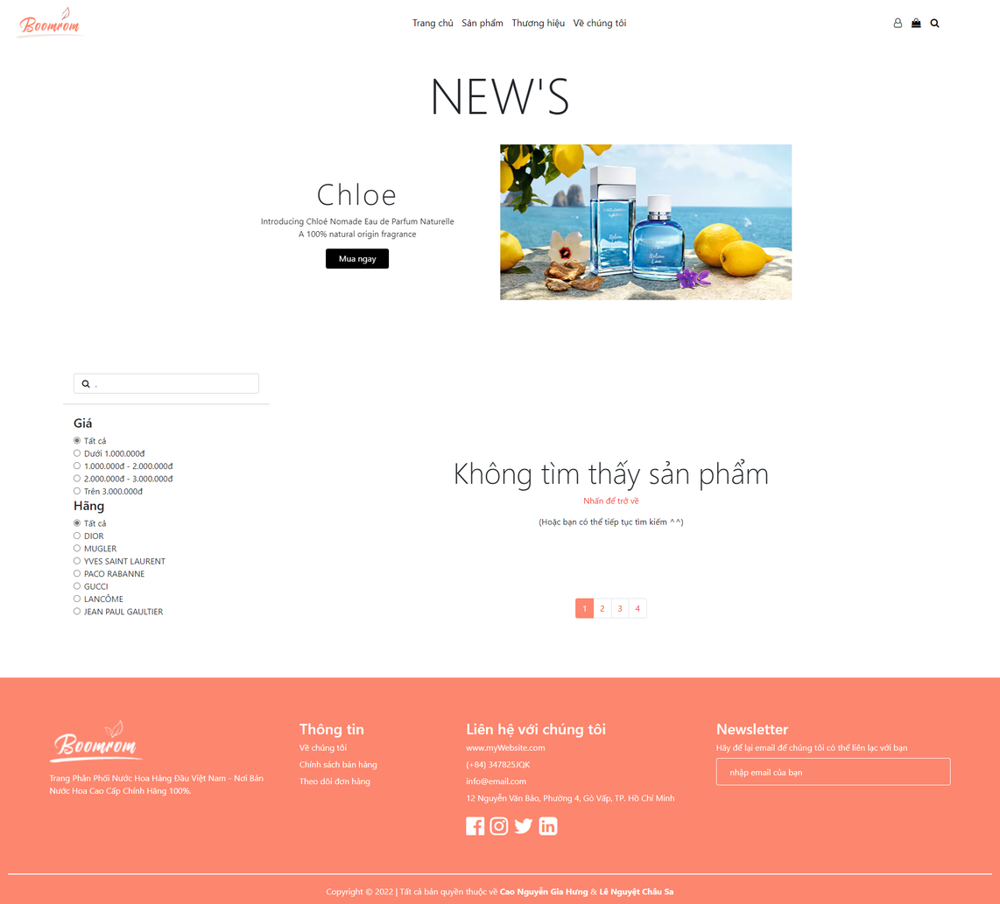 Boomrom
Trang chủ Sản phẩm Thương hiệu Về chúng tôi
NEW'S
Chloe
Introducing Chloé Nomade Eau de Parfum Naturelle
A 100% natural origin fragrance
Mua ngay
Italian
Love
Italian
Love
.
Giá
Tất cả
Dưới 1.000.000đ
1.000.000đ - 2.000.000đ
2.000.000đ - 3.000.000đ
Trên 3.000.000đ
Hãng
Tất cả
DIOR
MUGLER
YVES SAINT LAURENT
PACO RABANNE
GUCCI
LANCÔME
JEAN PAUL GAULTIER
Không tìm thấy sản phẩm
Nhấn để trở về
(Hoặc bạn có thể tiếp tục tìm kiếm ^^)
1 2 3 4
Boomrom
Trang Phân Phối Nước Hoa Hàng Đầu Việt Nam - Nơi Bán
Nước Hoa Cao Cấp Chính Hãng 100%.
Thông tin
Về chúng tôi
Chính sách bán hàng
Theo dõi đơn hàng
Liên hệ với chúng tôi
www.myWebsite.com
(+84) 347825JQK
info@email.com
12 Nguyễn Văn Bảo, Phường 4, Gò Vấp, TP. Hồ Chí Minh
Newsletter
Hãy để lại email để chúng tôi có thể liên lạc với bạn
nhập email của bạn
Copyright © 2022 | Tất cả bản quyền thuộc về Cao Nguyễn Gia Hưng & Lê Nguyệt Châu Sa